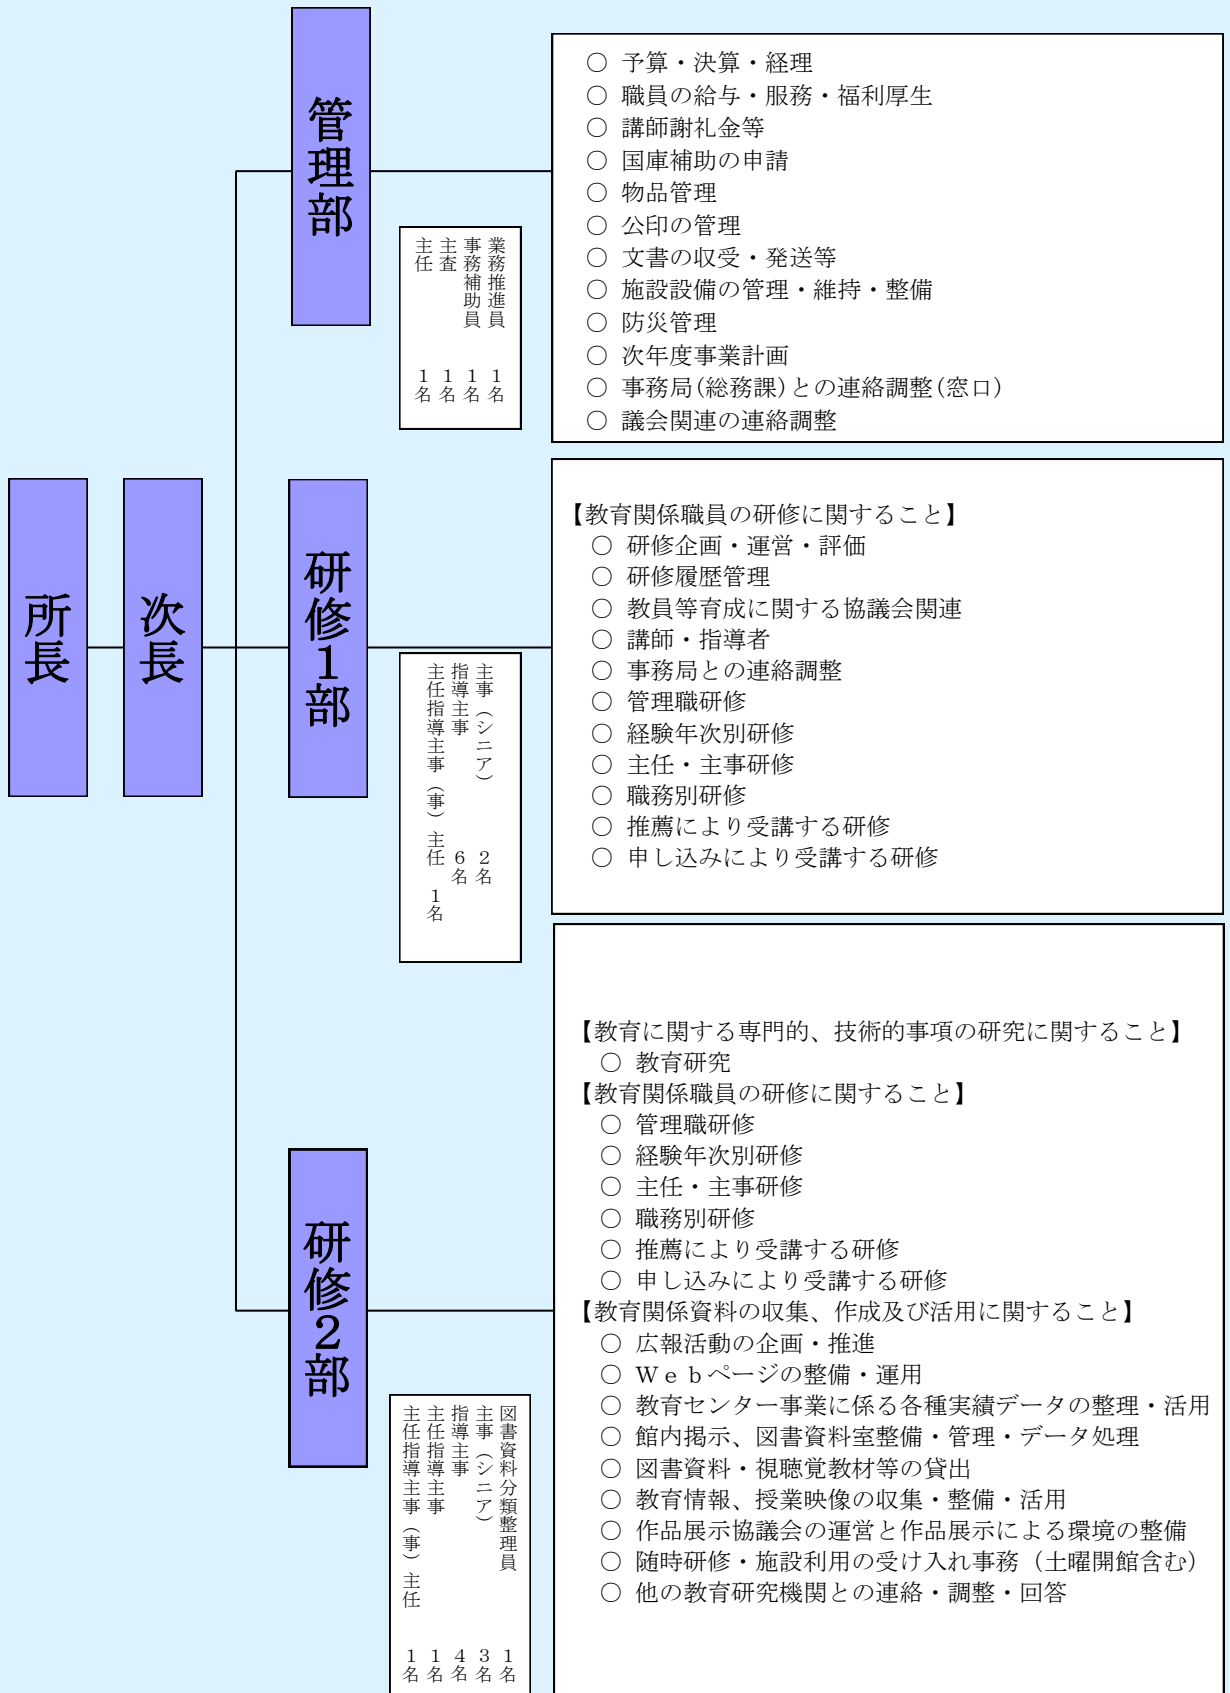 所長
次長
管理部
主任 1名
主査 1名
事務補助員 1名
業務推進員 1名
○ 予算・決算・経理
○ 職員の給与・服務・福利厚生
○ 講師謝礼金等
○ 国庫補助の申請
○ 物品管理
○ 公印の管理
○ 文書の収受・発送等
○ 施設設備の管理・維持・整備
○ 防災管理
○ 次年度事業計画
○ 事務局(総務課)との連絡調整(窓口)
○ 議会関連の連絡調整
研修1部
主任指導主事（事）主任 1名
指導主事 6名
主事（シニア） 2名
【教育関係職員の研修に関すること】
○ 研修企画・運営・評価
○ 研修履歴管理
○ 教員等育成に関する協議会関連
○ 講師・指導者
○ 事務局との連絡調整
○ 管理職研修
○ 経験年次別研修
○ 主任・主事研修
○ 職務別研修
○ 推薦により受講する研修
○ 申し込みにより受講する研修
研修2部
主任指導主事（事）主任 1名
主任指導主事 1名
指導主事 4名
主事（シニア） 3名
図書資料分類整理員 1名
【教育に関する専門的、技術的事項の研究に関すること】
○ 教育研究
【教育関係職員の研修に関すること】
○ 管理職研修
○ 経験年次別研修
○ 主任・主事研修
○ 職務別研修
○ 推薦により受講する研修
○ 申し込みにより受講する研修
【教育関係資料の収集、作成及び活用に関すること】
○ 広報活動の企画・推進
○ Ｗｅｂページの整備・運用
○ 教育センター事業に係る各種実績データの整理・活用
○ 館内掲示、図書資料室整備・管理・データ処理
○ 図書資料・視聴覚教材等の貸出
○ 教育情報、授業映像の収集・整備・活用
○ 作品展示協議会の運営と作品展示による環境の整備
○ 随時研修・施設利用の受け入れ事務（土曜開館含む）
○ 他の教育研究機関との連絡・調整・回答